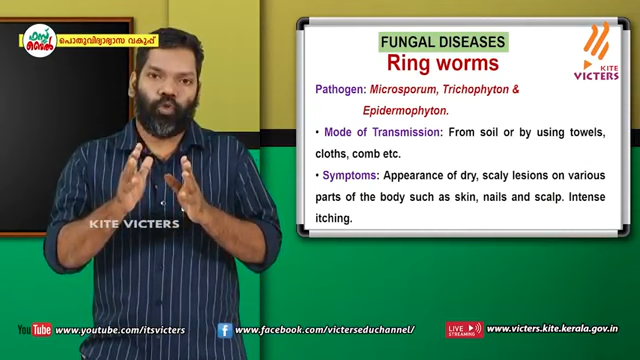 ഫസ്റ്റ്
ബെൽ
പൊതുവിദ്യാഭ്യാസ വകുപ്പ്
FUNGAL DISEASES
Ring worms
KITE
VICTERS
Pathogen: Microsporum, Trichophyton &
Epidermophyton.
• Mode of Transmission: From soil or by using towels,
cloths, comb etc.
• Symptoms: Appearance of dry, scaly lesions on various
parts of the body such as skin, nails and scalp. Intense
itching.
KITE VICTERS
YouTube www.youtube.com/itsvicters
f www.facebook.com/victerseduchannel/
LIVE STREAMING www.victers.kite.kerala.gov.in